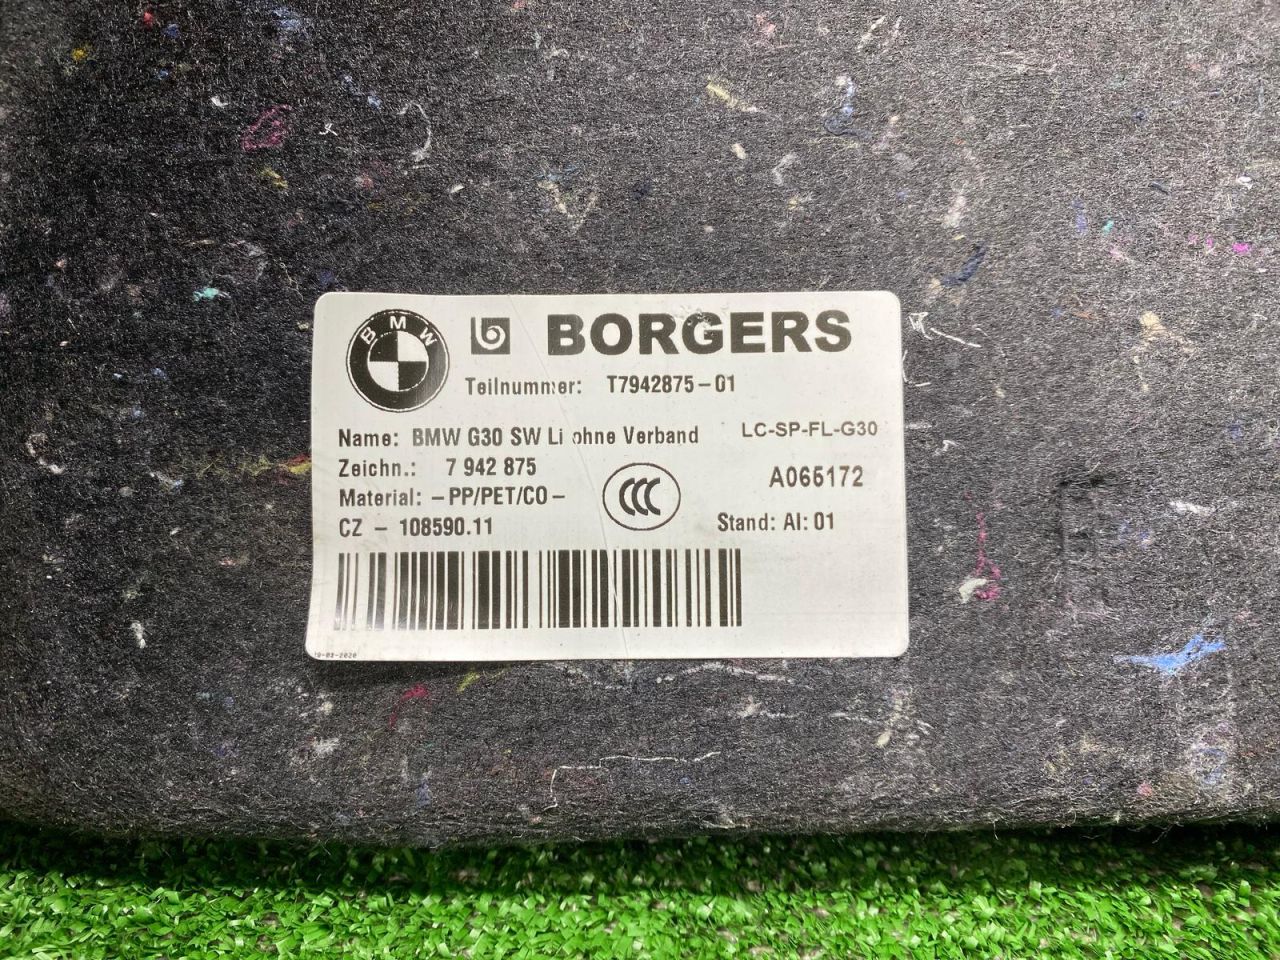 BMW
BORGERS
Teilnummer: T7942875-01
Name: BMW G30 SW Li ohne Verband LC-SP-FL-G30
Zeichn.: 7 942 875
Material: -PP/PET/CO- CCC A065172
CZ - 108590.11 Stand: AI: 01